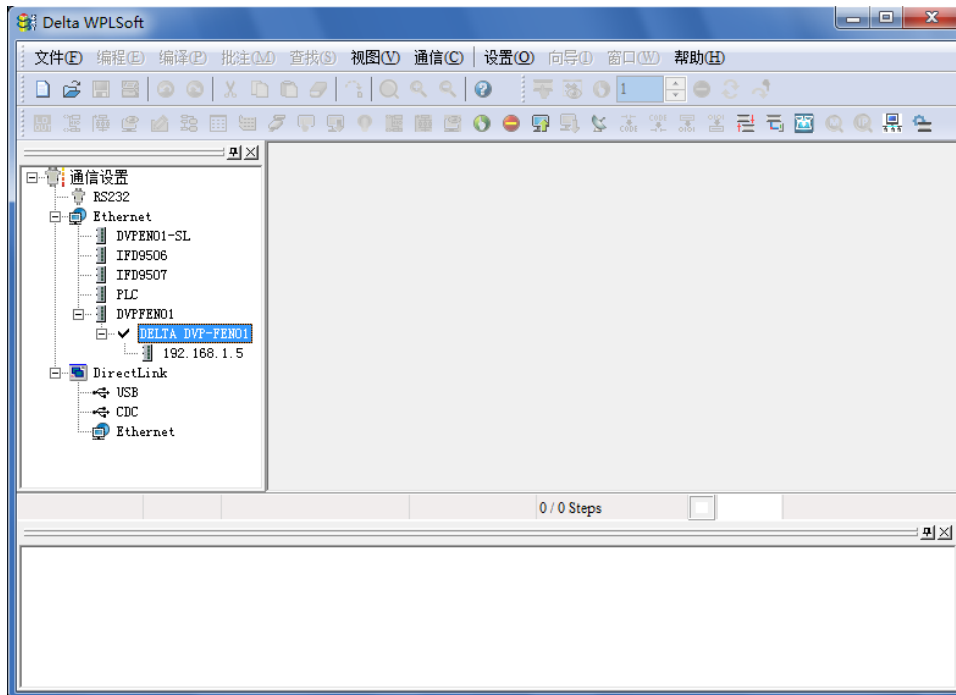 Delta WPLSoft
文件(F) 编程(E) 编译(P) 批注(M) 查找(S) 视图(V) 通信(C) 设置(O) 向导(I) 窗口(W) 帮助(H)
1
通信设置
RS232
Ethernet
DVPEN01-SL
IFD9506
IFD9507
PLC
DVPFEN01
DELTA DVP-FEN01
192.168.1.5
DirectLink
USB
CDC
Ethernet
0 / 0 Steps